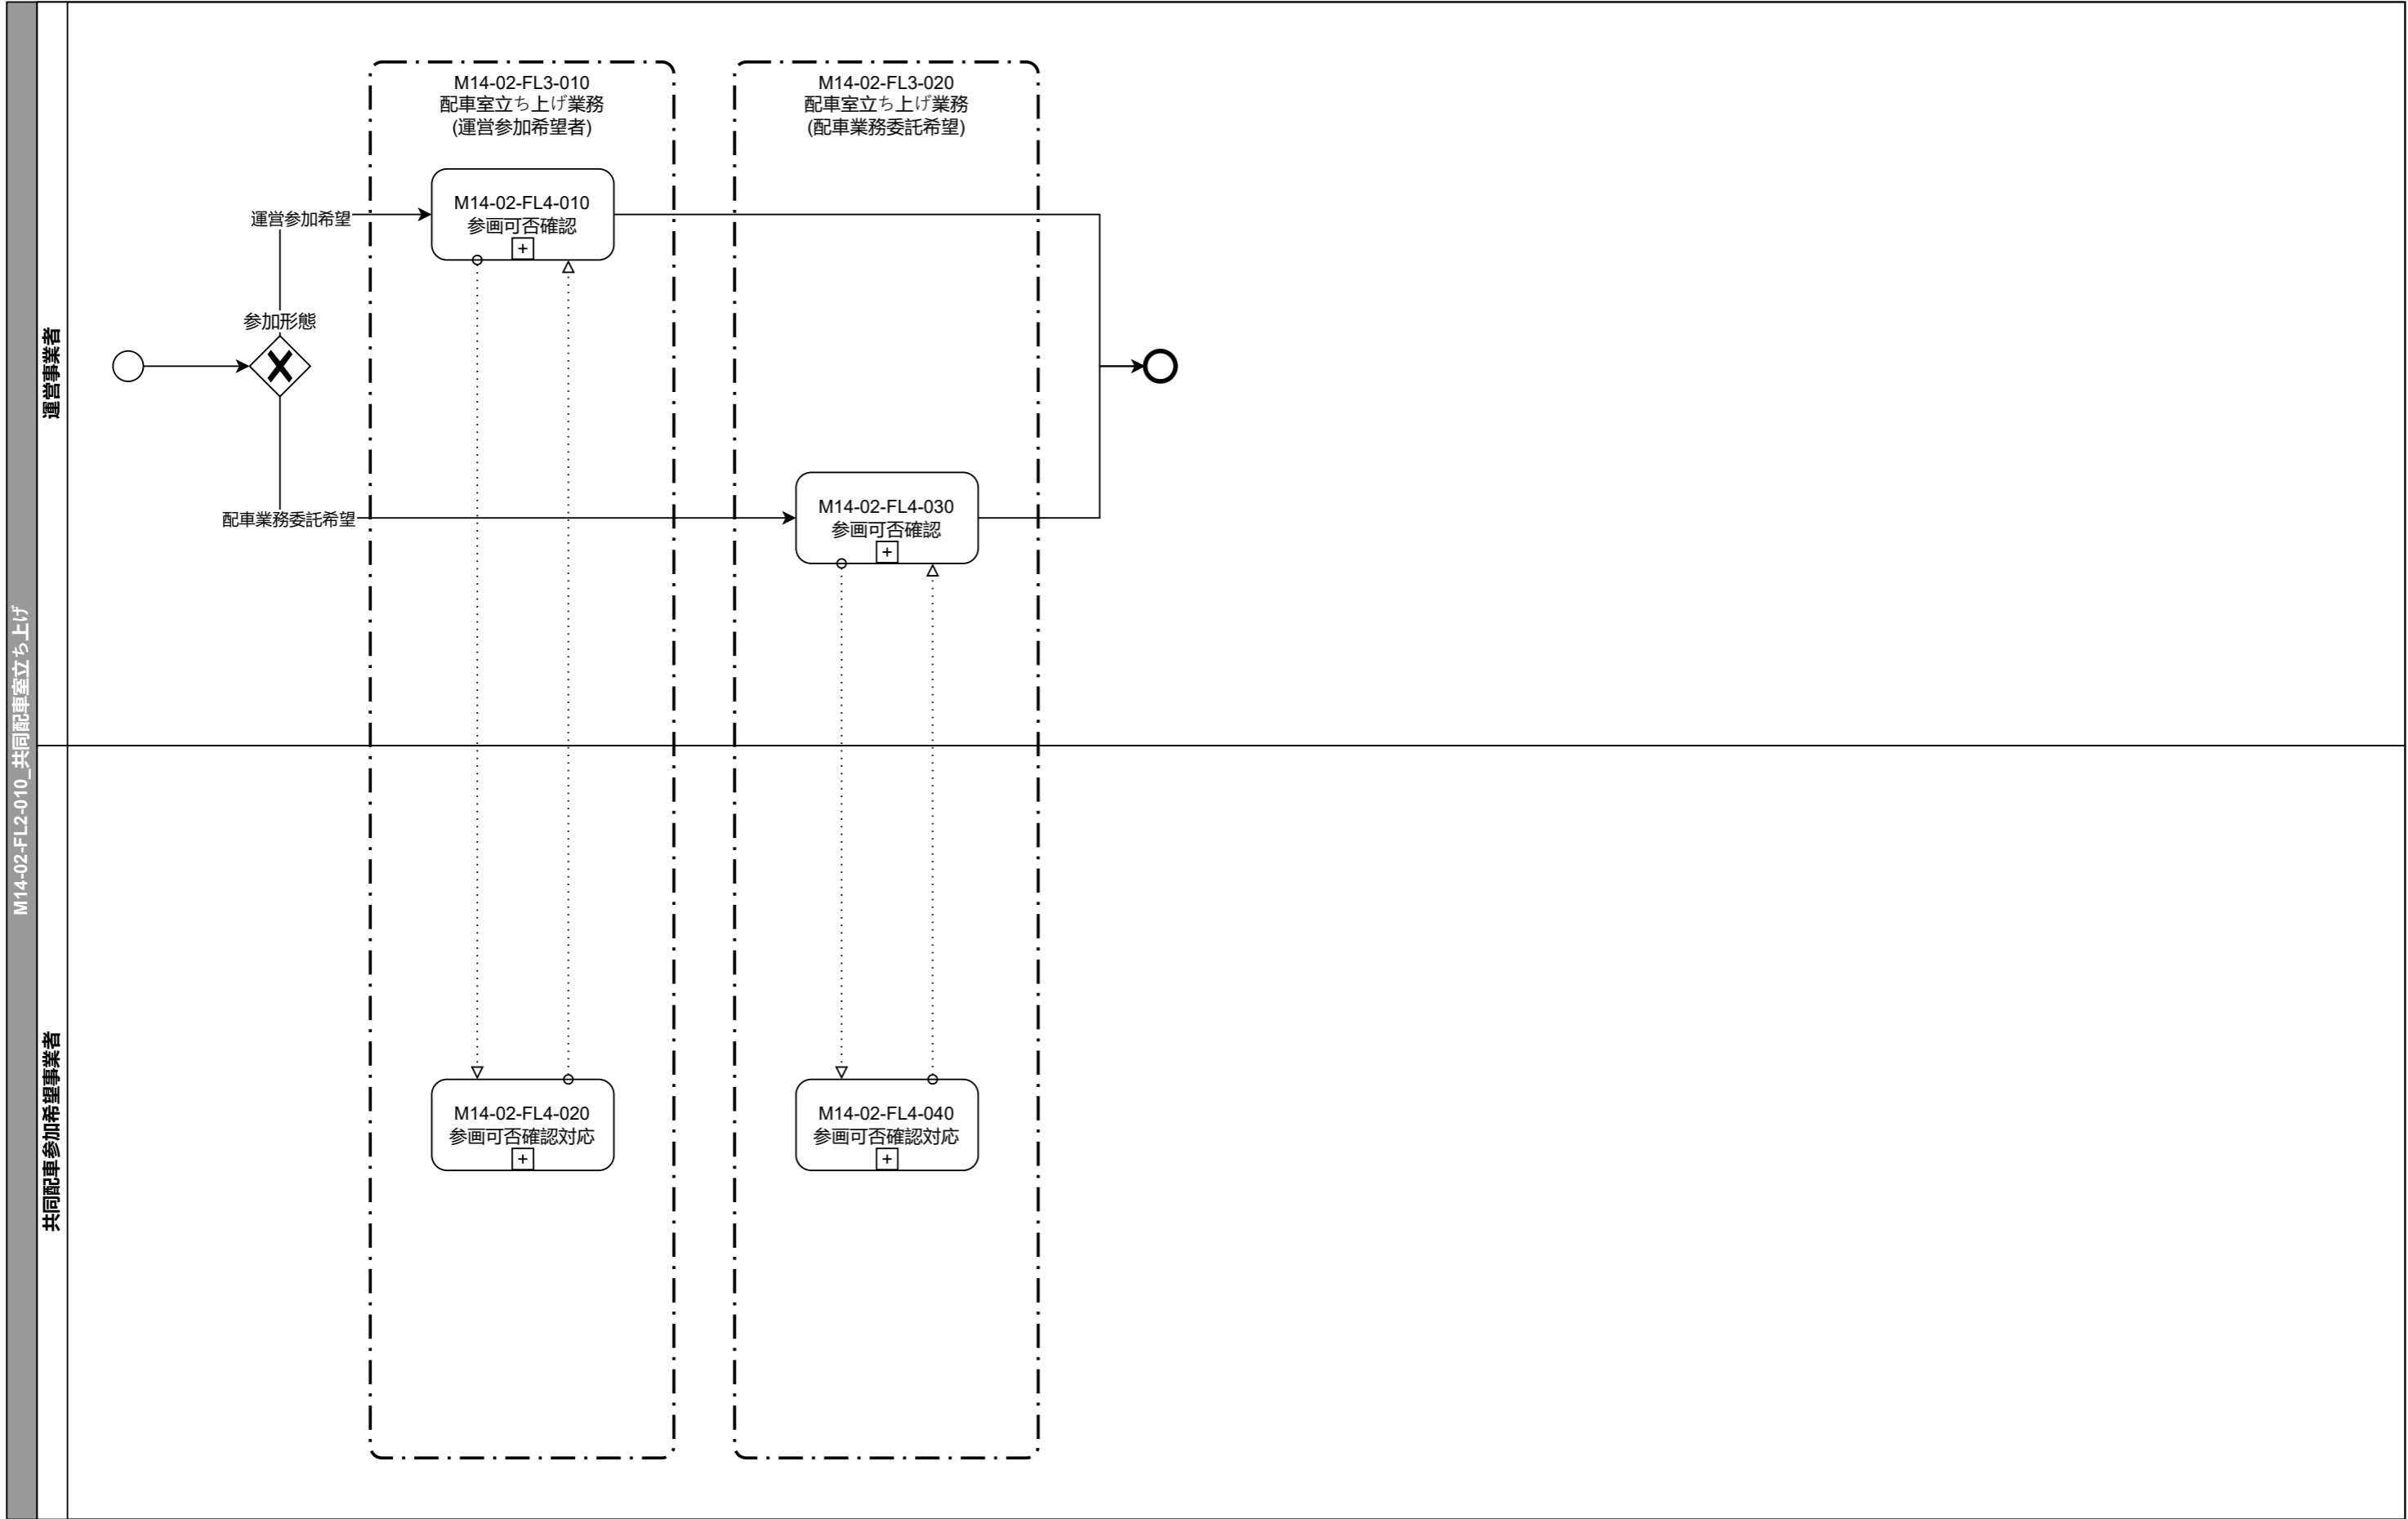 M14-02-FL2-010_共同配車室立ち上げ
運営事業者
共同配車参加希望事業者
M14-02-FL3-010
配車室立ち上げ業務
(運営参加希望者)
M14-02-FL3-020
配車室立ち上げ業務
(配車業務委託希望)
運営参加希望
M14-02-FL4-010
参画可否確認
+
参加形態
配車業務委託希望
M14-02-FL4-030
参画可否確認
+
M14-02-FL4-020
参画可否確認対応
+
M14-02-FL4-040
参画可否確認対応
+